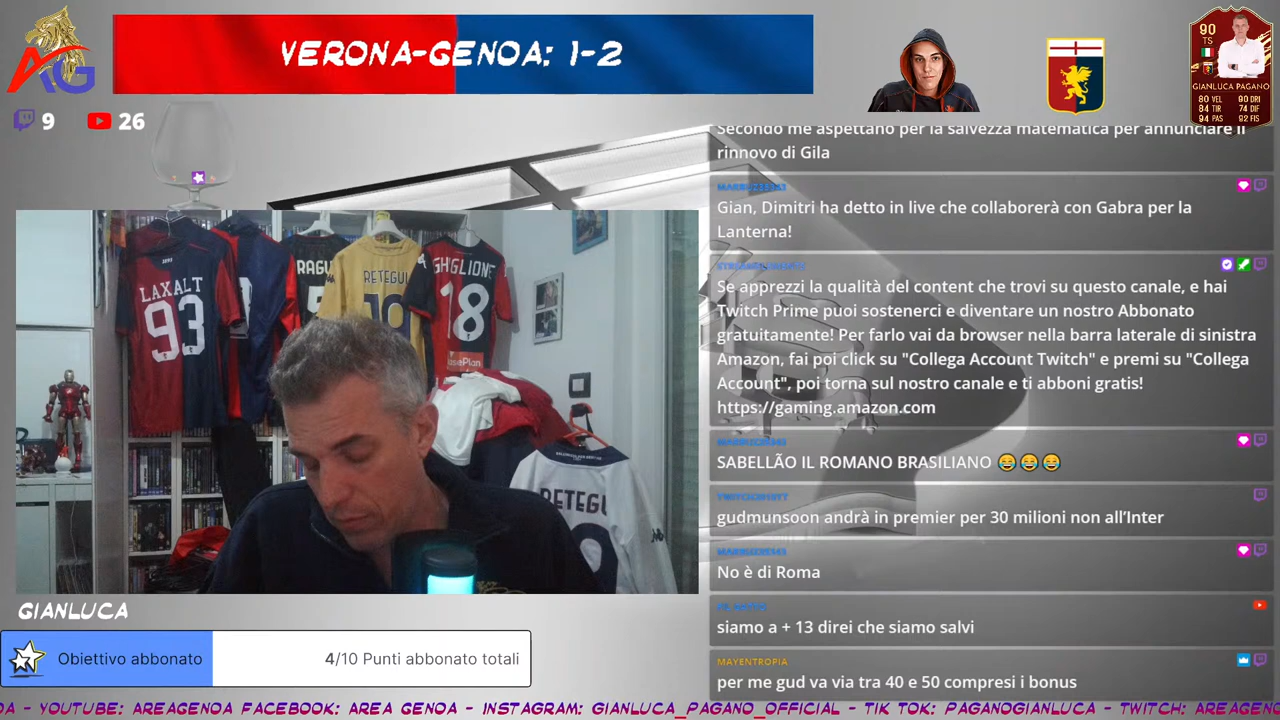 AG
VERONA-GENOA: 1-2
90
TS
GIANLUCA PAGANO
80 VEL 90 DRI
84 TIR 74 DIF
94 PAS 92 FIS
9 26
Secondo me aspettano per la salvezza matematica per annunciare il
rinnovo di Gila
Gian, Dimitri ha detto in live che collaborerà con Gabra per la
Lanterna!
Se apprezzi la qualità del content che trovi su questo canale, e hai
Twitch Prime puoi sostenerci e diventare un nostro Abbonato
gratuitamente! Per farlo vai da browser nella barra laterale di sinistra
Amazon, fai poi click su "Collega Account Twitch" e premi su "Collega
Account", poi torna sul nostro canale e ti abboni gratis!
https://gaming.amazon.com
SABELLÃO IL ROMANO BRASILIANO 😂😂😂
gudmunsoon andrà in premier per 30 milioni non all'Inter
No è di Roma
siamo a + 13 direi che siamo salvi
MAYENTROPIA
per me gud va via tra 40 e 50 compresi i bonus
LAXALT
93
RAGU
5
RETEGUI
10
GHIGLIONE
18
RETEGU
GIANLUCA
Obiettivo abbonato 4/10 Punti abbonato totali
OA - YOUTUBE: AREAGENOA FACEBOOK: AREA GENOA - INSTAGRAM: GIANLUCA_PAGANO_OFFICIAL - TIK TOK: PAGANOGIANLUCA - TWITCH: AREAGENO